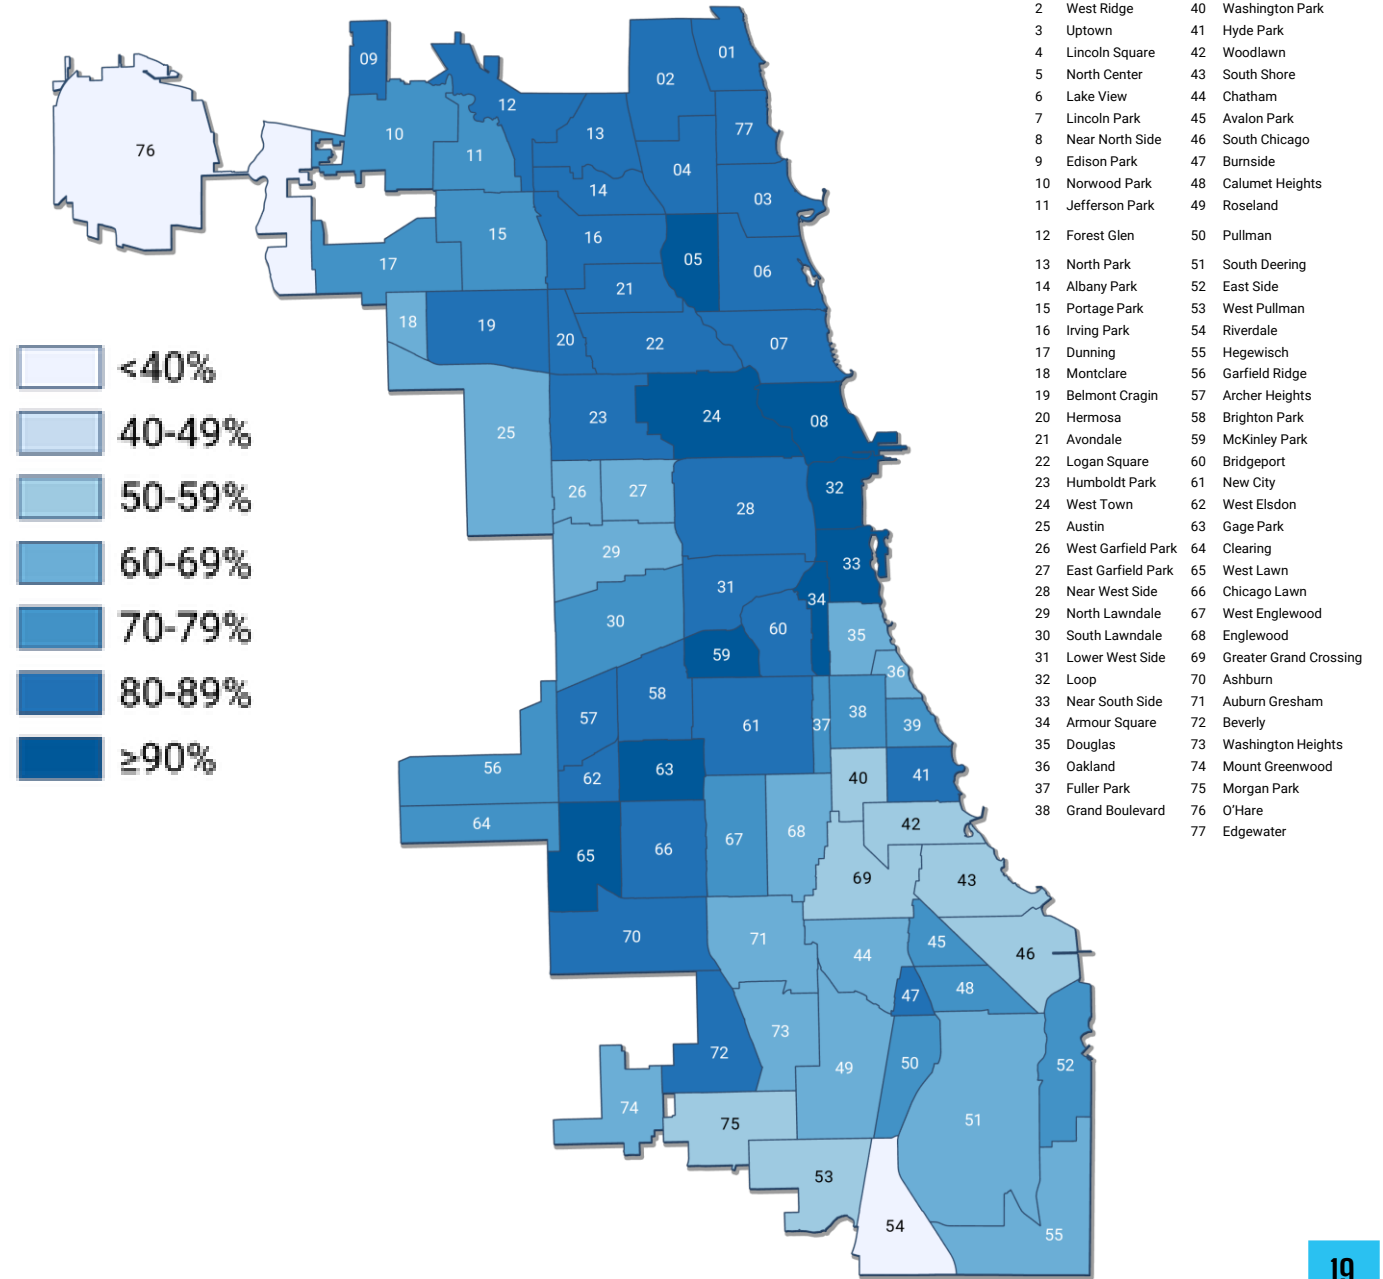 2 West Ridge 40 Washington Park
3 Uptown 41 Hyde Park
4 Lincoln Square 42 Woodlawn
5 North Center 43 South Shore
6 Lake View 44 Chatham
7 Lincoln Park 45 Avalon Park
8 Near North Side 46 South Chicago
9 Edison Park 47 Burnside
10 Norwood Park 48 Calumet Heights
11 Jefferson Park 49 Roseland
12 Forest Glen 50 Pullman
13 North Park 51 South Deering
14 Albany Park 52 East Side
15 Portage Park 53 West Pullman
16 Irving Park 54 Riverdale
17 Dunning 55 Hegewisch
18 Montclare 56 Garfield Ridge
19 Belmont Cragin 57 Archer Heights
20 Hermosa 58 Brighton Park
21 Avondale 59 McKinley Park
22 Logan Square 60 Bridgeport
23 Humboldt Park 61 New City
24 West Town 62 West Elsdon
25 Austin 63 Gage Park
26 West Garfield Park 64 Clearing
27 East Garfield Park 65 West Lawn
28 Near West Side 66 Chicago Lawn
29 North Lawndale 67 West Englewood
30 South Lawndale 68 Englewood
31 Lower West Side 69 Greater Grand Crossing
32 Loop 70 Ashburn
33 Near South Side 71 Auburn Gresham
34 Armour Square 72 Beverly
35 Douglas 73 Washington Heights
36 Oakland 74 Mount Greenwood
37 Fuller Park 75 Morgan Park
38 Grand Boulevard 76 O'Hare
77 Edgewater
<40%
40-49%
50-59%
60-69%
70-79%
80-89%
≥90%
01
09
02
12
77
13
10
76
11
04
14
03
15
16
05
17
06
21
18
19
20
22
07
23
24
08
25
32
26
27
28
29
33
31
34
30
60
35
59
36
58
57
61
37
38
39
56
63
62
40
41
64
42
67
68
66
65
69
43
70
71
45
44
46
48
47
73
72
50
52
49
74
51
75
53
54
55
19